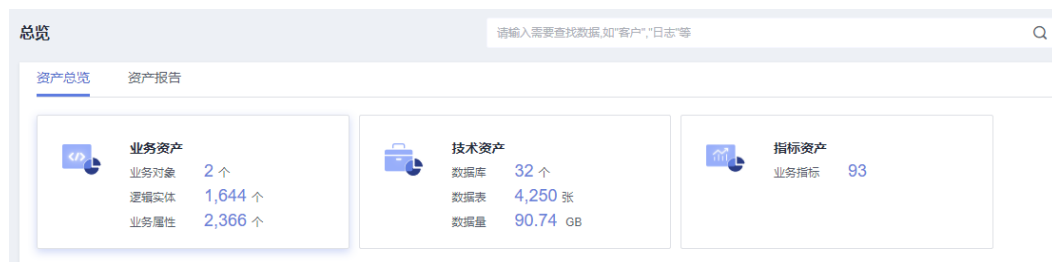 总览
请输入需要查找数据,如"客户","日志"等
资产总览 资产报告
业务资产
业务对象 2 个
逻辑实体 1,644 个
业务属性 2,366 个
技术资产
数据库 32 个
数据表 4,250 张
数据量 90.74 GB
指标资产
业务指标 93